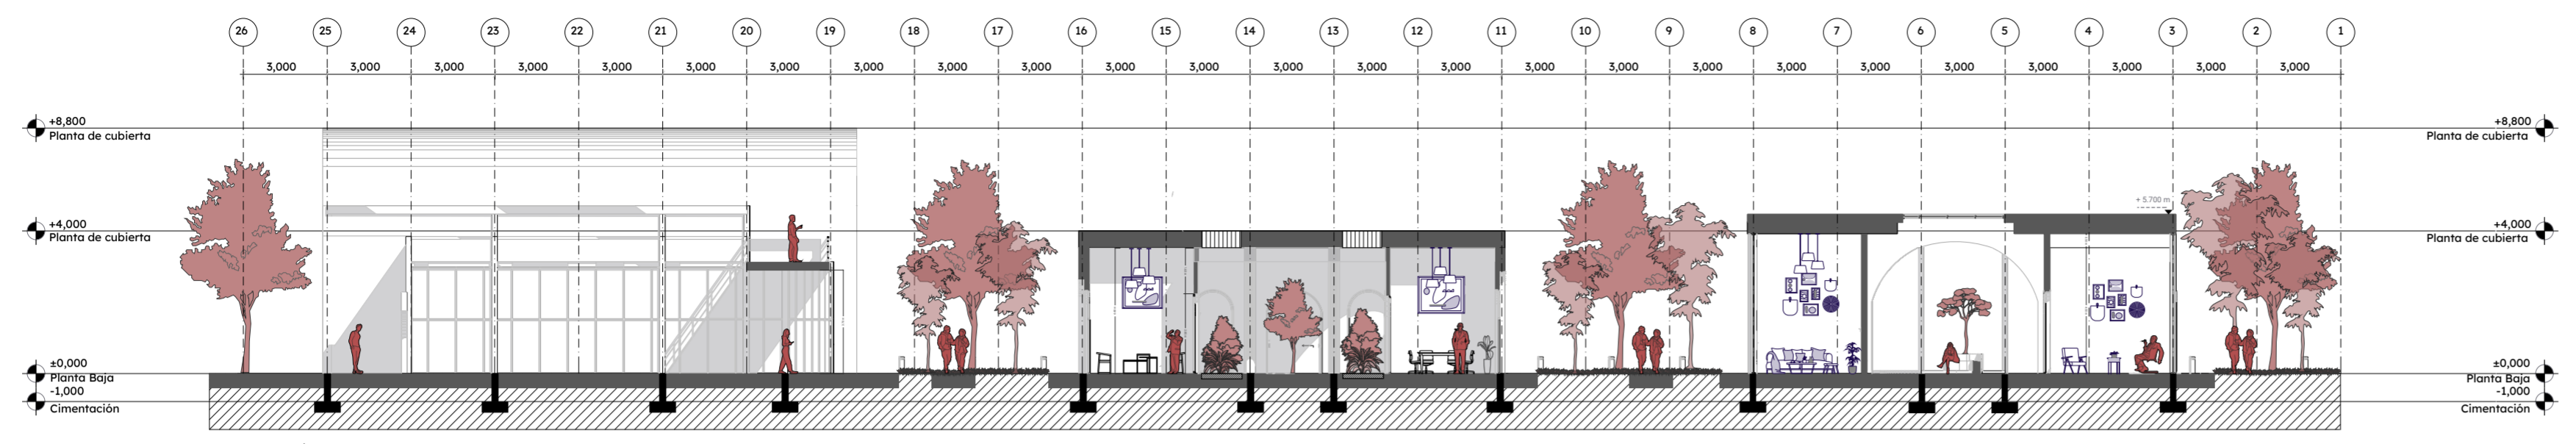 26 25 24 23 22 21 20 19 18 17 16 15 14 13 12 11 10 9 8 7 6 5 4 3 2 1
3,000 3,000 3,000 3,000 3,000 3,000 3,000 3,000 3,000 3,000 3,000 3,000 3,000 3,000 3,000 3,000 3,000 3,000 3,000 3,000 3,000 3,000 3,000 3,000 3,000
+8,800
Planta de cubierta
+8,800
Planta de cubierta
+ 5.700 m
+4,000
Planta de cubierta
+4,000
Planta de cubierta
±0,000
Planta Baja
-1,000
Cimentación
±0,000
Planta Baja
-1,000
Cimentación